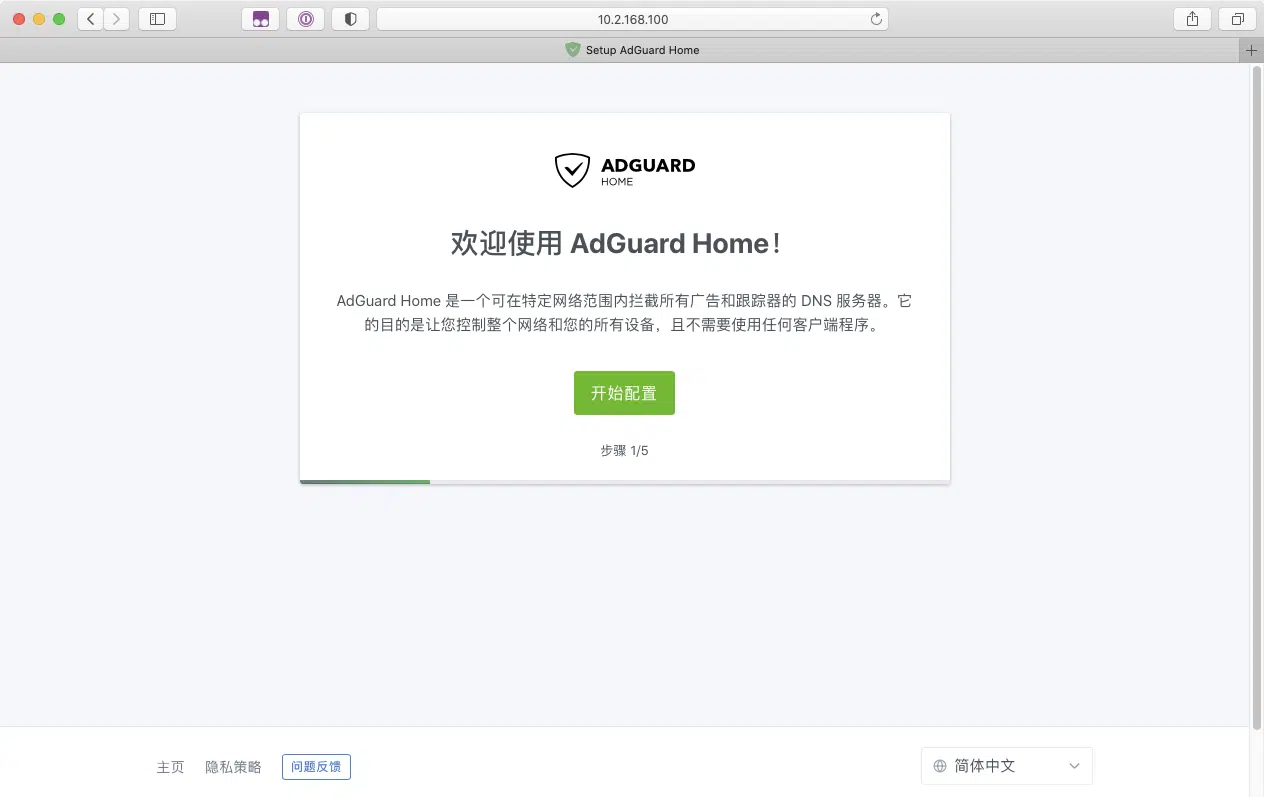 10.2.168.100
Setup AdGuard Home
ADGUARD
HOME
欢迎使用 AdGuard Home！
AdGuard Home 是一个可在特定网络范围内拦截所有广告和跟踪器的 DNS 服务器。它
的目的是让您控制整个网络和您的所有设备，且不需要使用任何客户端程序。
开始配置
步骤 1/5
主页 隐私策略 问题反馈 简体中文